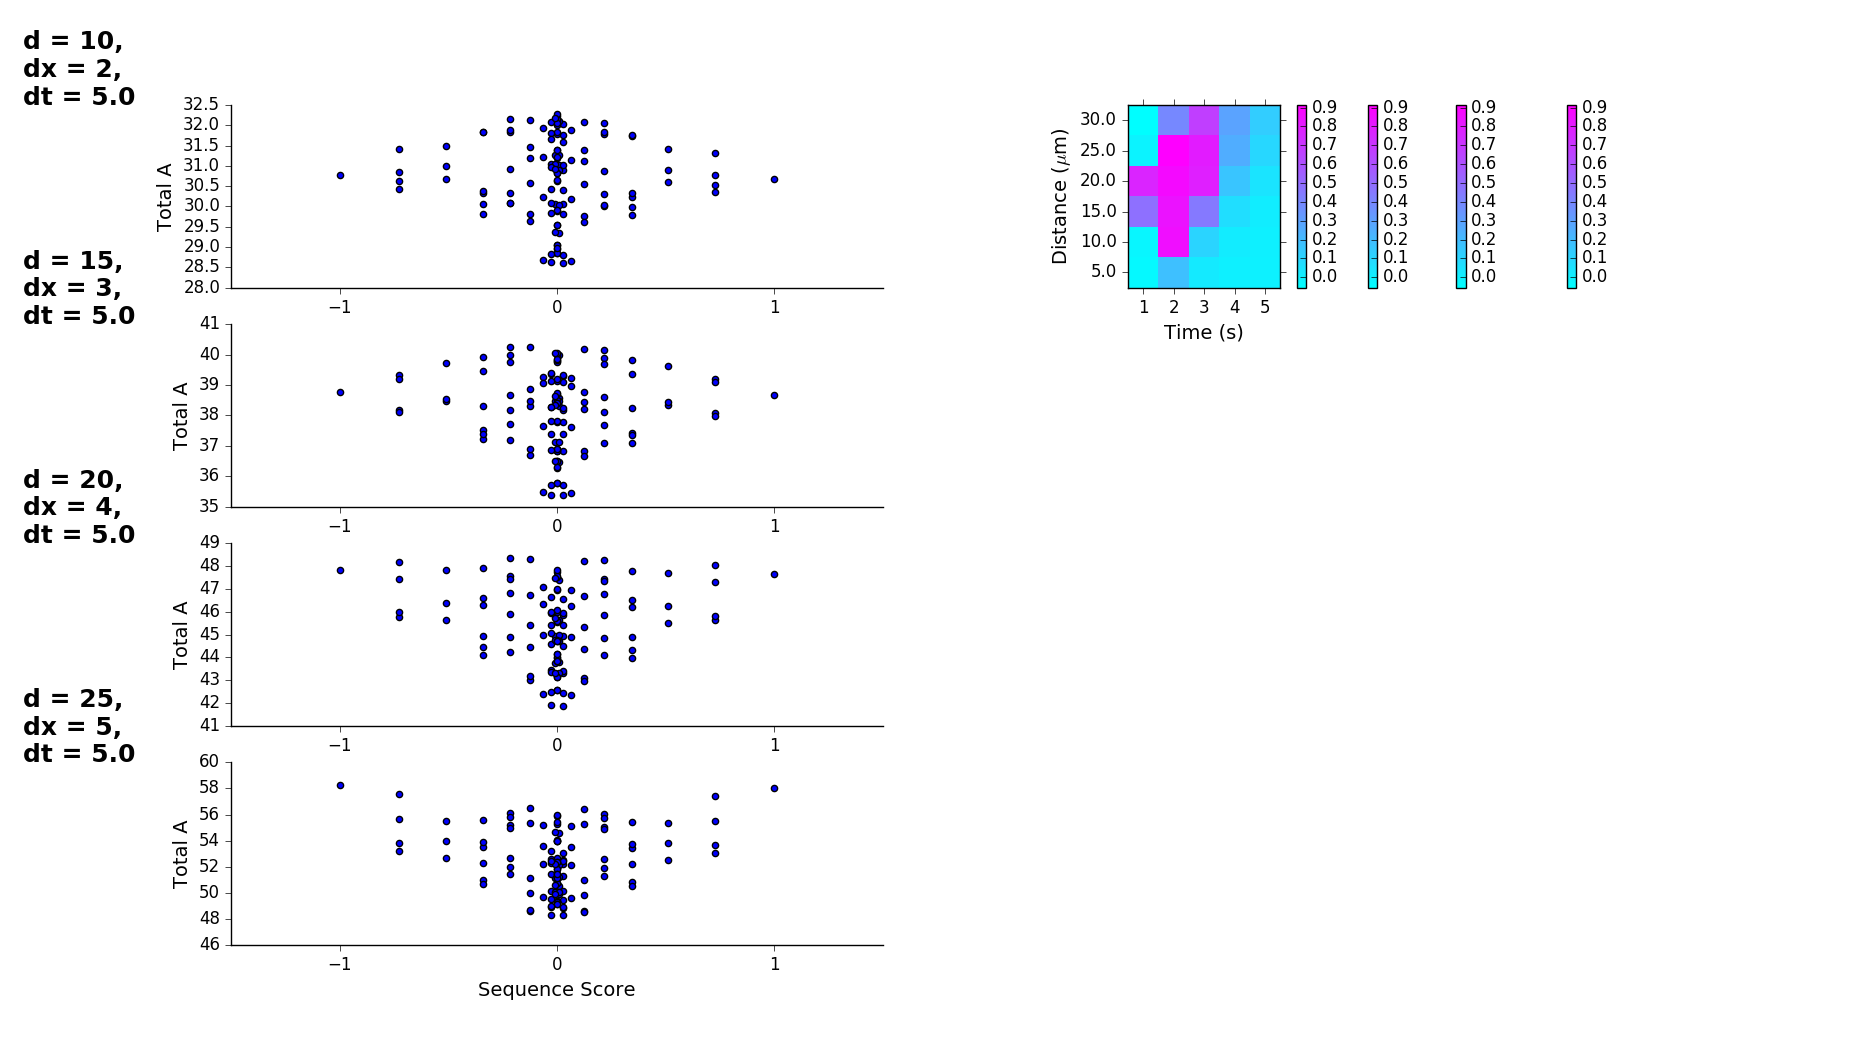 d = 10,
dx = 2,
dt = 5.0
Total A
32.5
32.0
31.5
31.0
30.5
30.0
29.5
29.0
28.5
28.0
−1 0 1
d = 15,
dx = 3,
dt = 5.0
Total A
41
40
39
38
37
36
35
−1 0 1
d = 20,
dx = 4,
dt = 5.0
Total A
49
48
47
46
45
44
43
42
41
−1 0 1
d = 25,
dx = 5,
dt = 5.0
Total A
60
58
56
54
52
50
48
46
−1 0 1
Sequence Score
Distance (μm)
30.0
25.0
20.0
15.0
10.0
5.0
1 2 3 4 5
Time (s)
0.9 0.9 0.9 0.9
0.8 0.8 0.8 0.8
0.7 0.7 0.7 0.7
0.6 0.6 0.6 0.6
0.5 0.5 0.5 0.5
0.4 0.4 0.4 0.4
0.3 0.3 0.3 0.3
0.2 0.2 0.2 0.2
0.1 0.1 0.1 0.1
0.0 0.0 0.0 0.0